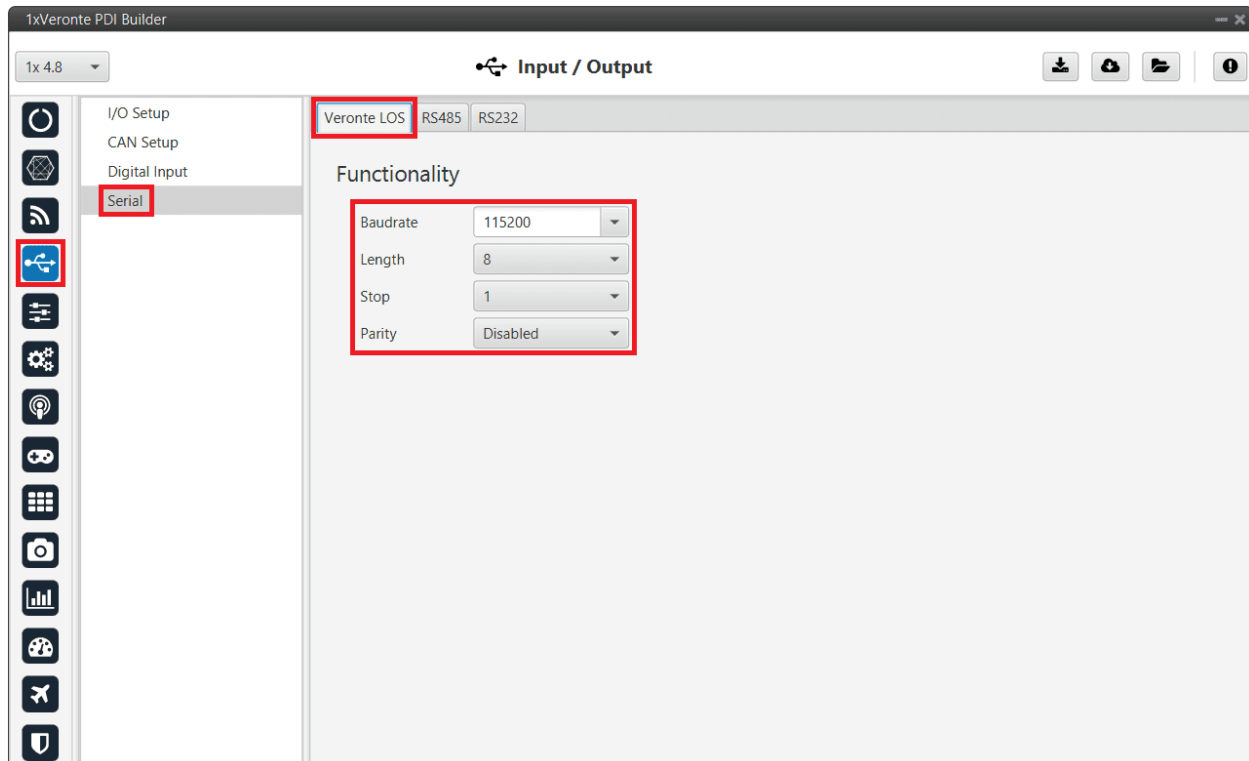 1xVeronte PDI Builder
1x 4.8
Input / Output
I/O Setup
CAN Setup
Digital Input
Serial
Veronte LOS RS485 RS232
Functionality
Baudrate 115200
Length 8
Stop 1
Parity Disabled